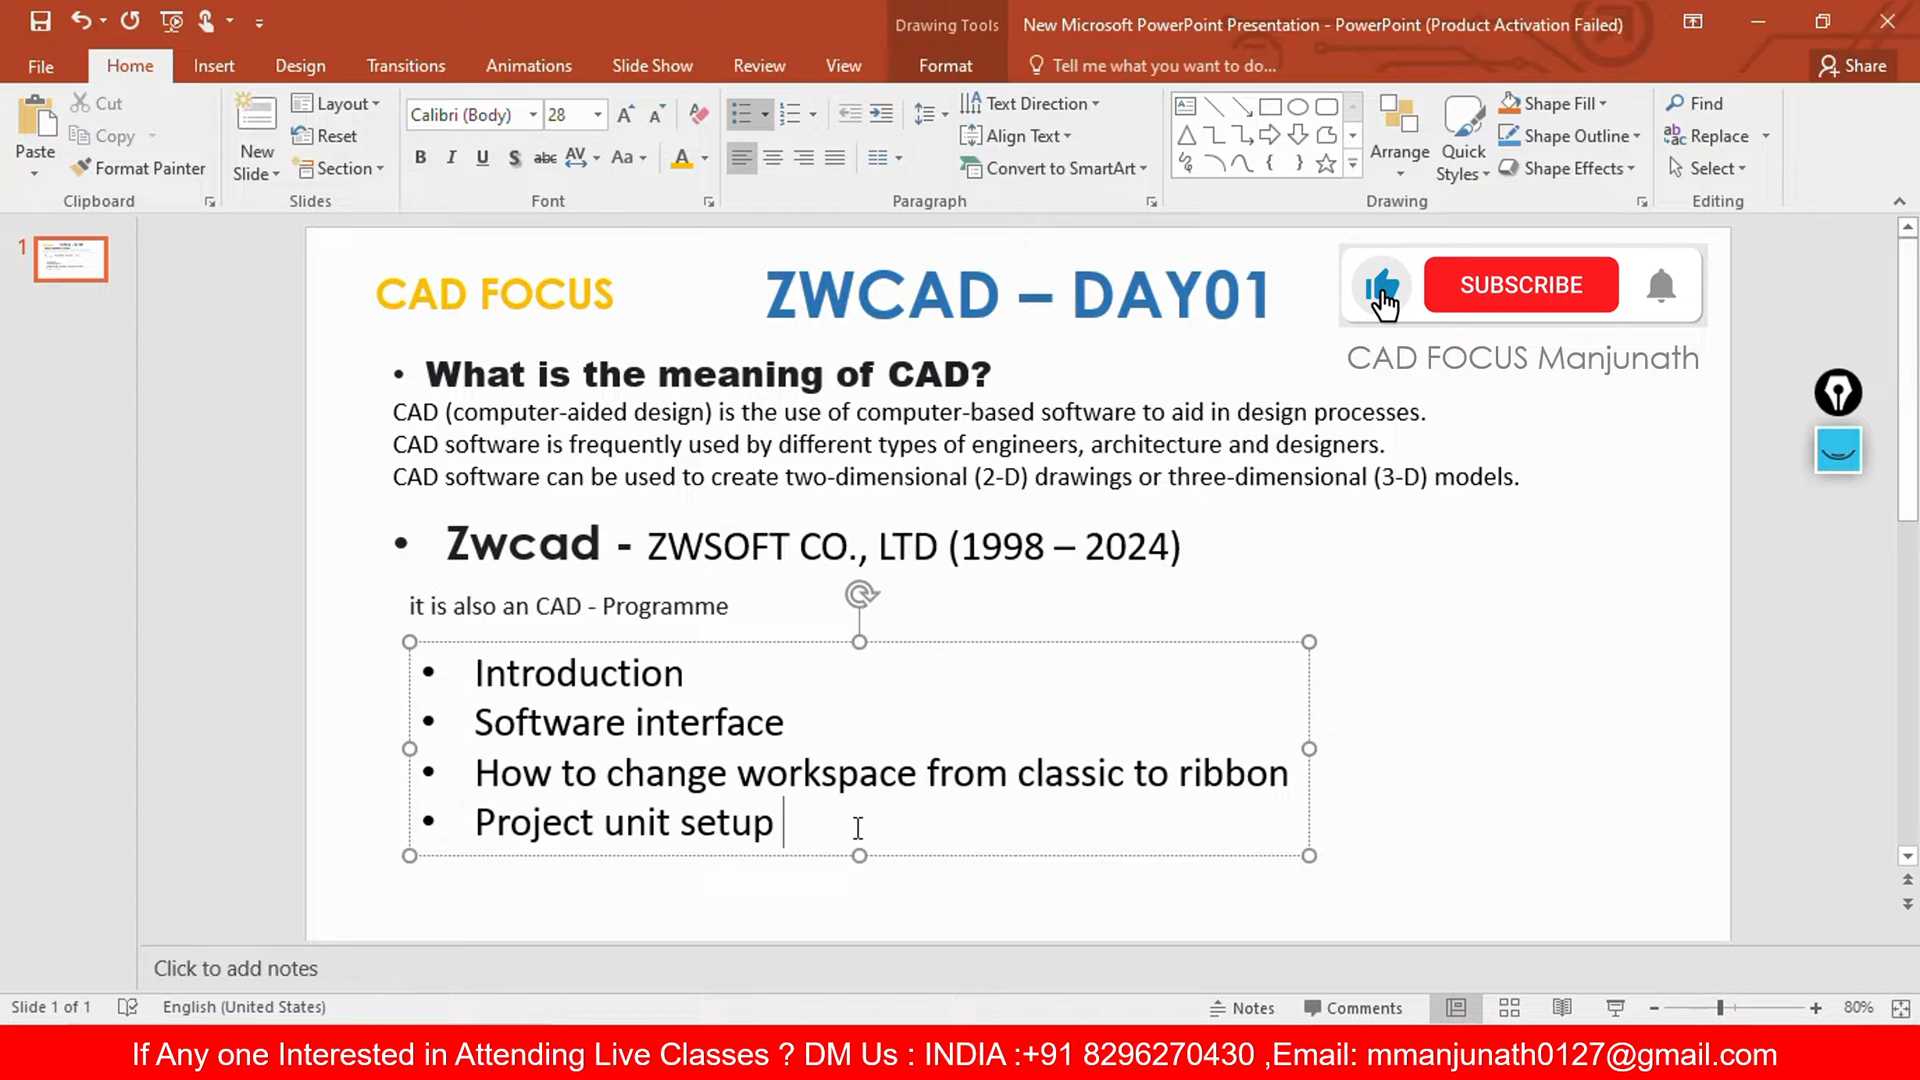 Drawing Tools
New Microsoft PowerPoint Presentation - PowerPoint (Product Activation Failed)
File
Home
Insert
Design
Transitions
Animations
Slide Show
Review
View
Format
Tell me what you want to do...
Share
Paste
Cut
Copy
Format Painter
Clipboard
New
Slide
Layout
Reset
Section
Slides
Calibri (Body)
28
B I U S abc AV Aa A
Font
Text Direction
Align Text
Convert to SmartArt
Paragraph
Arrange
Quick
Styles
Shape Fill
Shape Outline
Shape Effects
Drawing
Find
Replace
Select
Editing
1
CAD FOCUS
ZWCAD – DAY01
SUBSCRIBE
CAD FOCUS Manjunath
• What is the meaning of CAD?
CAD (computer-aided design) is the use of computer-based software to aid in design processes.
CAD software is frequently used by different types of engineers, architecture and designers.
CAD software can be used to create two-dimensional (2-D) drawings or three-dimensional (3-D) models.
• Zwcad - ZWSOFT CO., LTD (1998 – 2024)
it is also an CAD - Programme
• Introduction
• Software interface
• How to change workspace from classic to ribbon
• Project unit setup
Click to add notes
Slide 1 of 1
English (United States)
Notes
Comments
80%
If Any one Interested in Attending Live Classes ? DM Us : INDIA :+91 8296270430 ,Email: mmanjunath0127@gmail.com